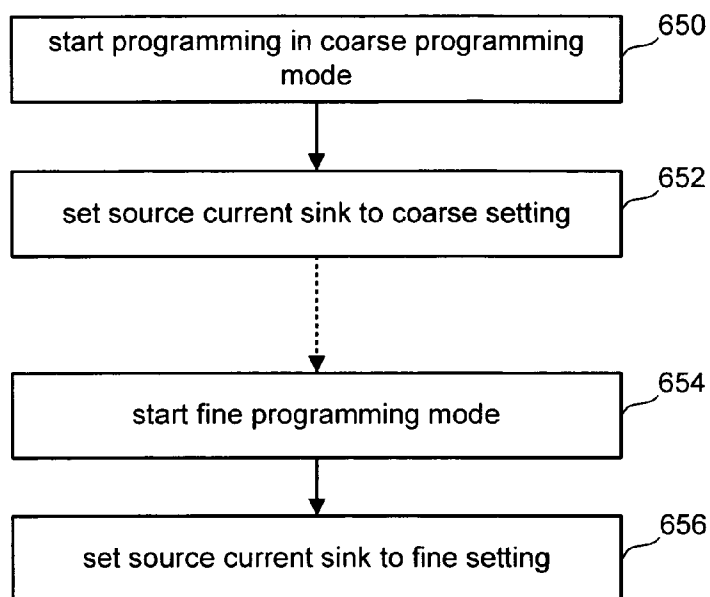 start programming in coarse programming
mode
650
set source current sink to coarse setting
652
start fine programming mode
654
set source current sink to fine setting
656